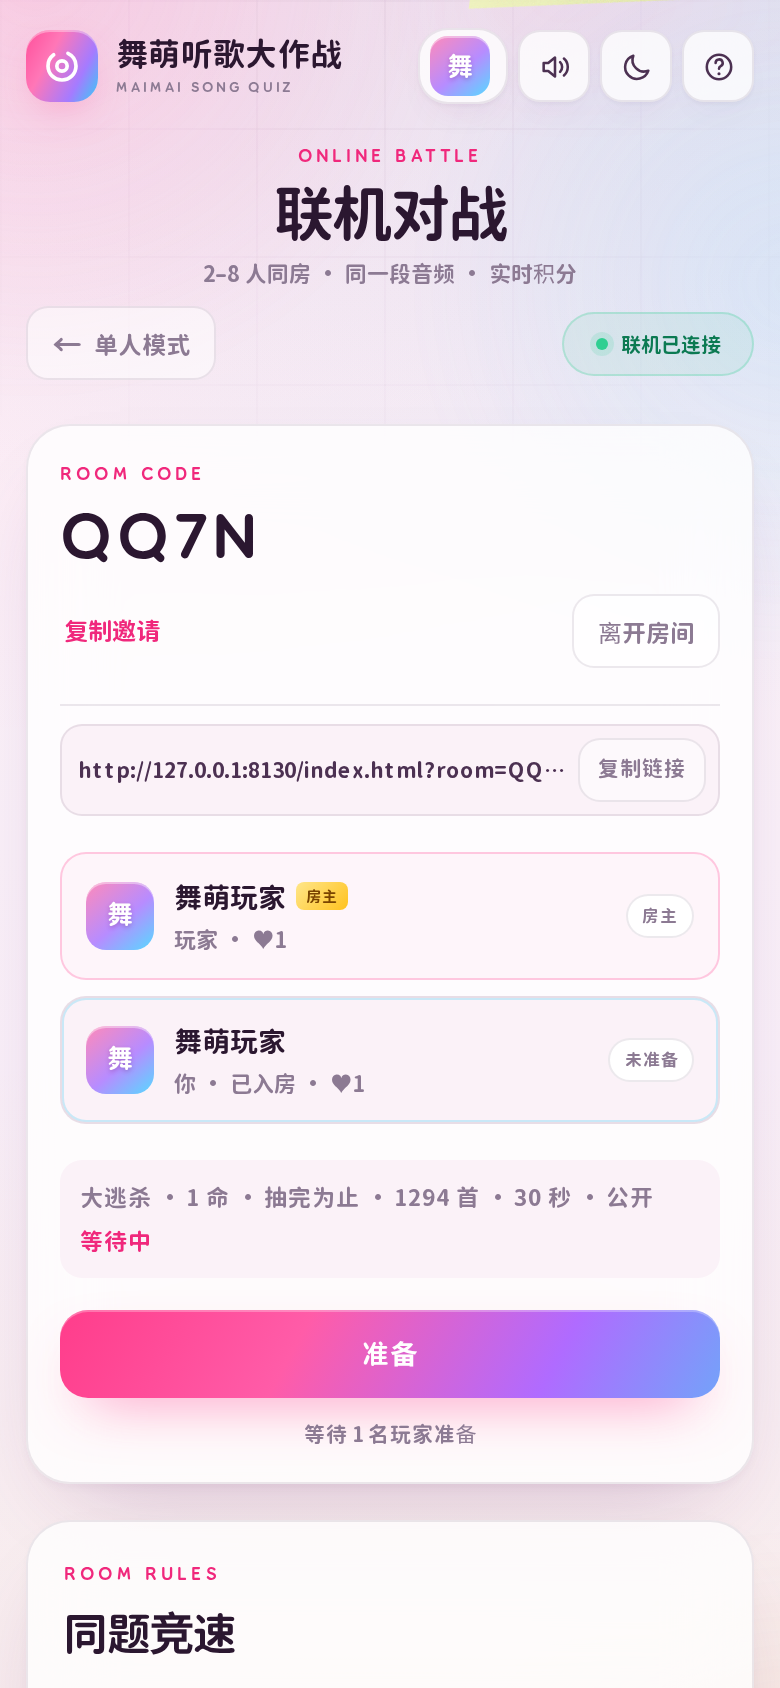 舞萌听歌大作战
MAIMAI SONG QUIZ
舞
ONLINE BATTLE
联机对战
2–8 人同房 • 同一段音频 • 实时积分
← 单人模式
联机已连接
ROOM CODE
QQ7N
复制邀请
离开房间
http://127.0.0.1:8130/index.html?room=QQ…
复制链接
舞
舞萌玩家 房主
玩家 • ♥1
房主
舞
舞萌玩家
你 • 已入房 • ♥1
未准备
大逃杀 • 1 命 • 抽完为止 • 1294 首 • 30 秒 • 公开
等待中
准备
等待 1 名玩家准备
ROOM RULES
同题竞速